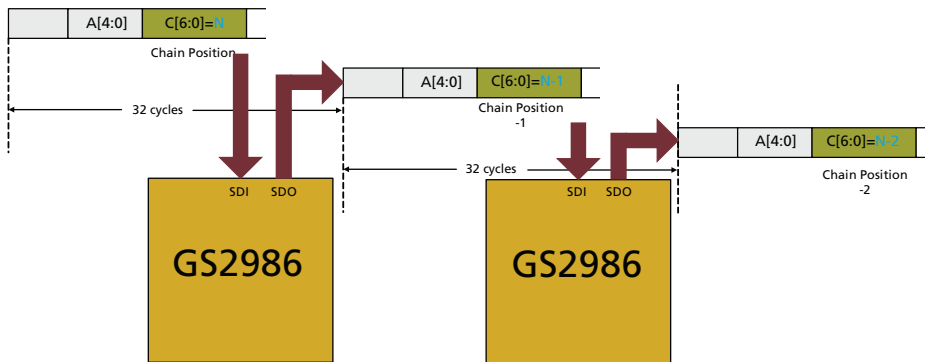 A[4:0] C[6:0]=N
Chain Position
A[4:0] C[6:0]=N-1
32 cycles
Chain Position
-1
A[4:0] C[6:0]=N-2
32 cycles
Chain Position
-2
SDI SDO
SDI SDO
GS2986
GS2986